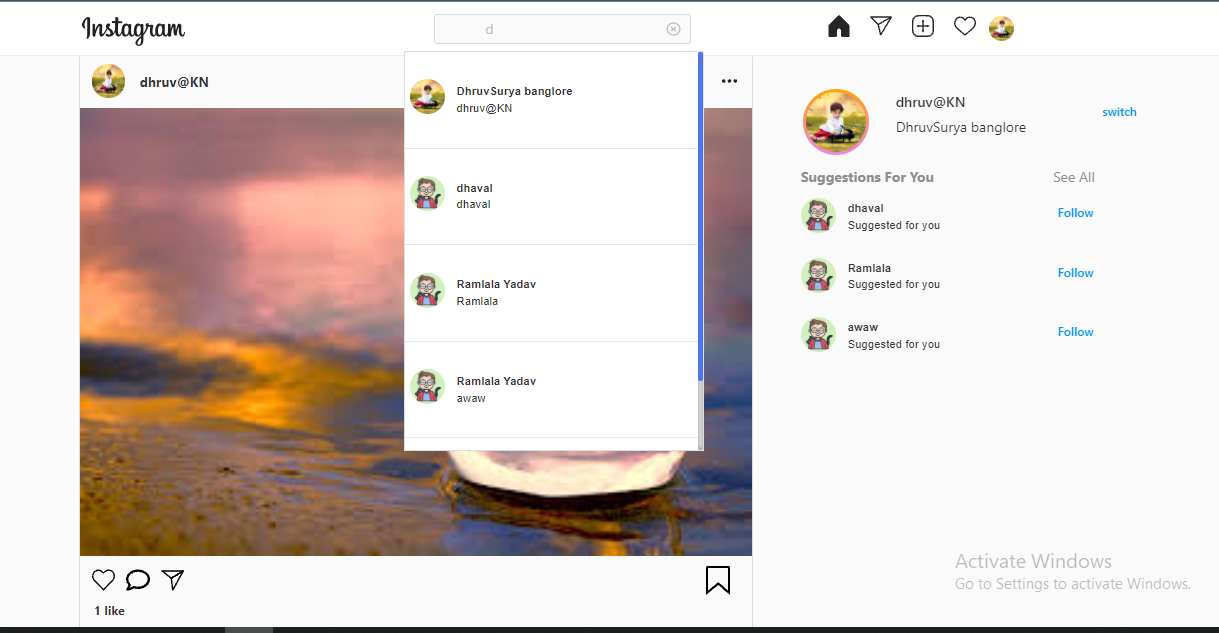 Instagram
d
dhruv@KN
DhruvSurya banglore
dhruv@KN
dhaval
dhaval
Ramlala Yadav
Ramlala
Ramlala Yadav
awaw
1 like
dhruv@KN
DhruvSurya banglore
switch
Suggestions For You
See All
dhaval
Suggested for you
Follow
Ramlala
Suggested for you
Follow
awaw
Suggested for you
Follow
Activate Windows
Go to Settings to activate Windows.